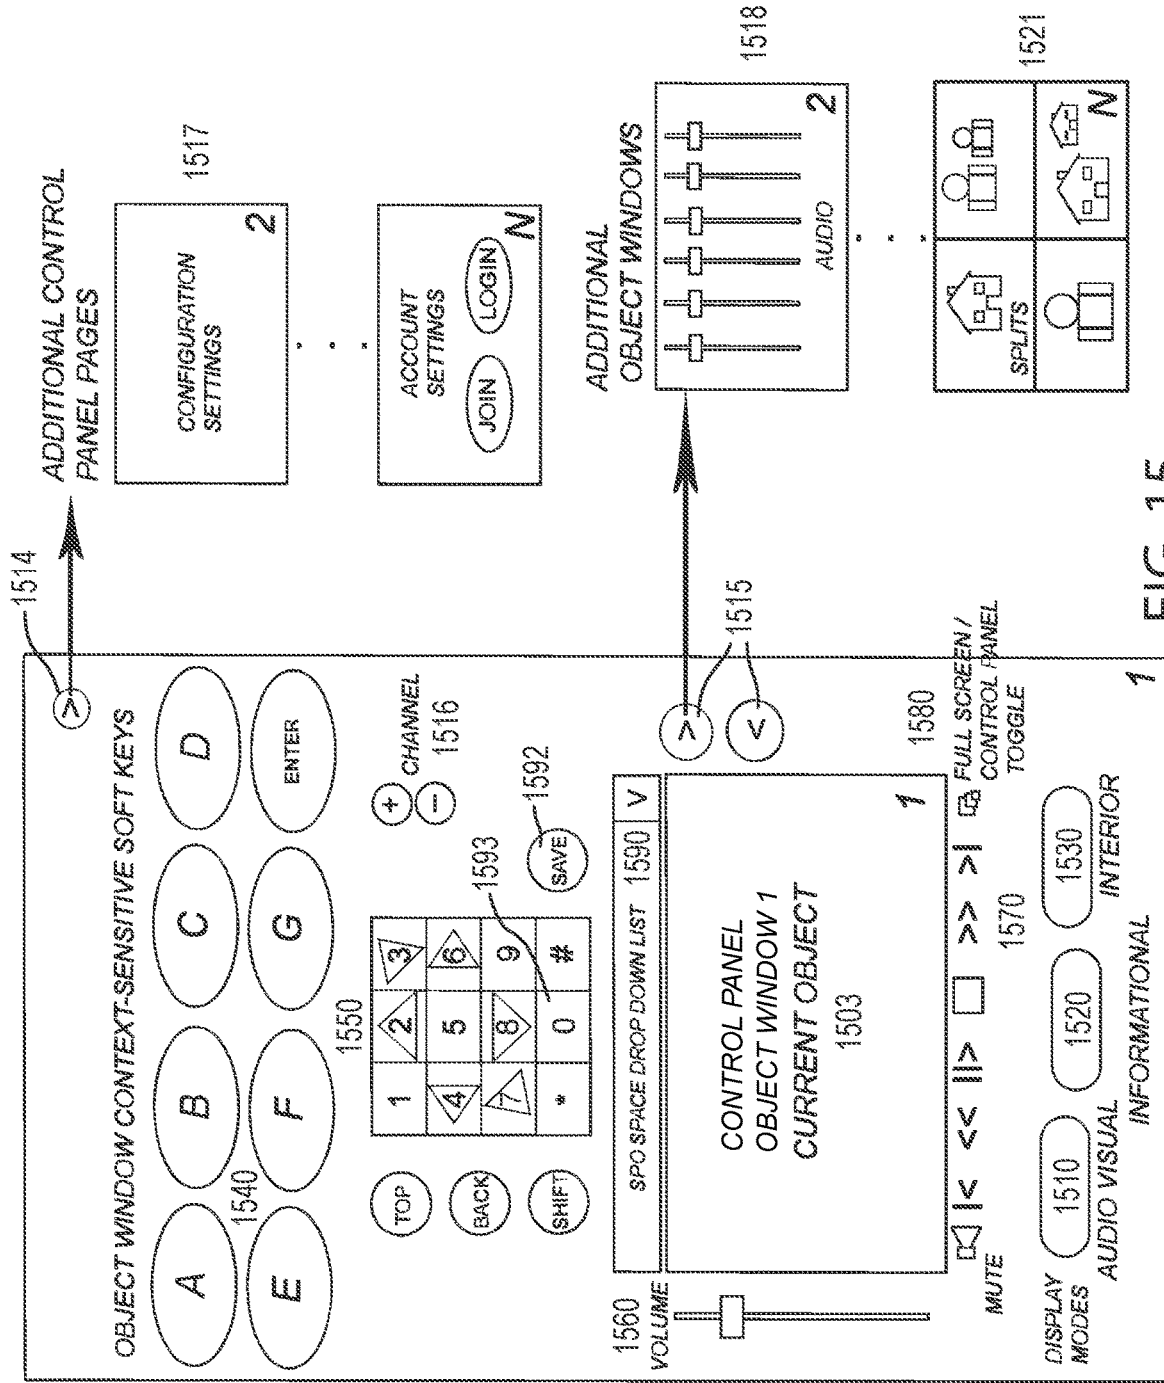 1514
ADDITIONAL CONTROL
PANEL PAGES
OBJECT WINDOW CONTEXT-SENSITIVE SOFT KEYS
>
A
B
C
D
1540
E
F
G
ENTER
1517
CONFIGURATION
SETTINGS
2
ACCOUNT
SETTINGS
JOIN
LOGIN
N
TOP
BACK
SHIFT
1550
1
2
3
4
5
6
7
8
9
*
0
#
1593
+
-
CHANNEL
1516
SAVE
1592
1560
VOLUME
SPO SPACE DROP DOWN LIST 1590
V
CONTROL PANEL
OBJECT WINDOW 1
CURRENT OBJECT
1503
1
>
<
1515
ADDITIONAL
OBJECT WINDOWS
AUDIO
2
1518
SPLITS
N
1521
MUTE
|<
<<
||>
>>
>|
1570
1580
FULL SCREEN /
CONTROL PANEL
TOGGLE
DISPLAY
MODES
1510
1520
1530
AUDIO VISUAL
INFORMATIONAL
INTERIOR
1
FIG. 15